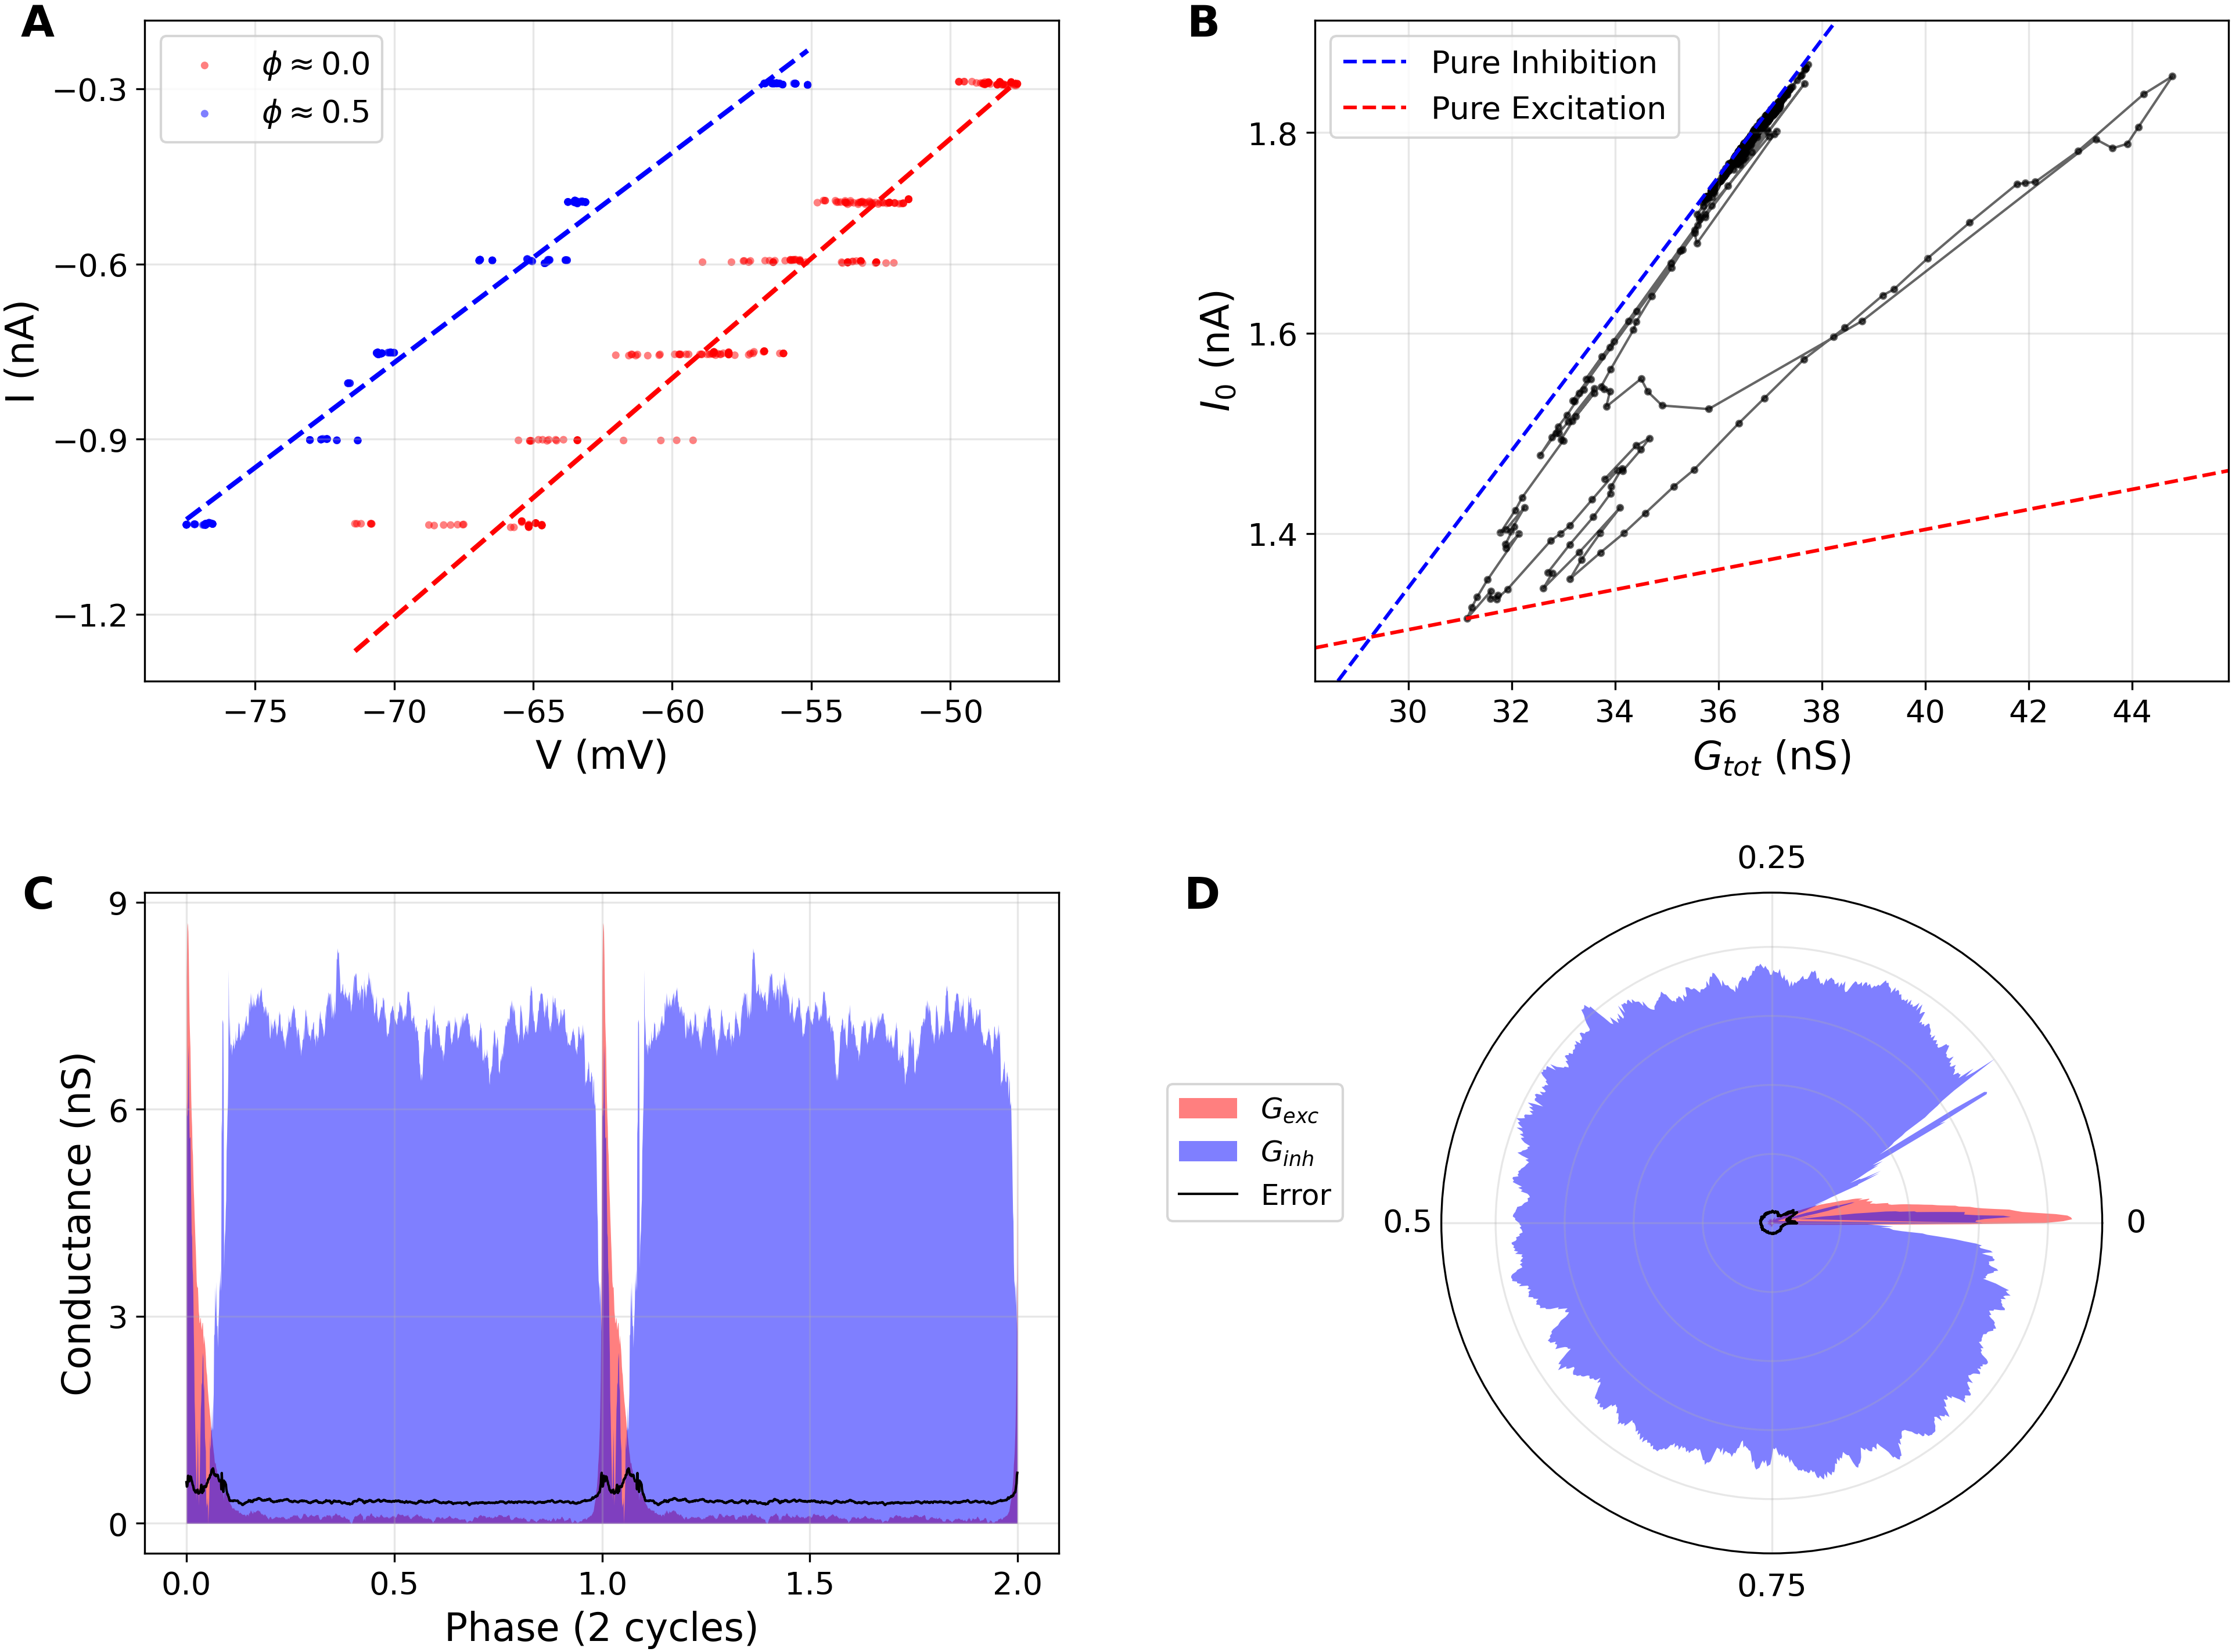 A
ϕ ≈ 0.0
ϕ ≈ 0.5
−0.3
−0.6
−0.9
−1.2
I (nA)
−75 −70 −65 −60 −55 −50
V (mV)
B
Pure Inhibition
Pure Excitation
1.8
1.6
1.4
I0 (nA)
30 32 34 36 38 40 42 44
Gtot (nS)
C
9
6
3
0
Conductance (nS)
0.0 0.5 1.0 1.5 2.0
Phase (2 cycles)
D
0.25
Gexc
Ginh
Error
0.5
0
0.75